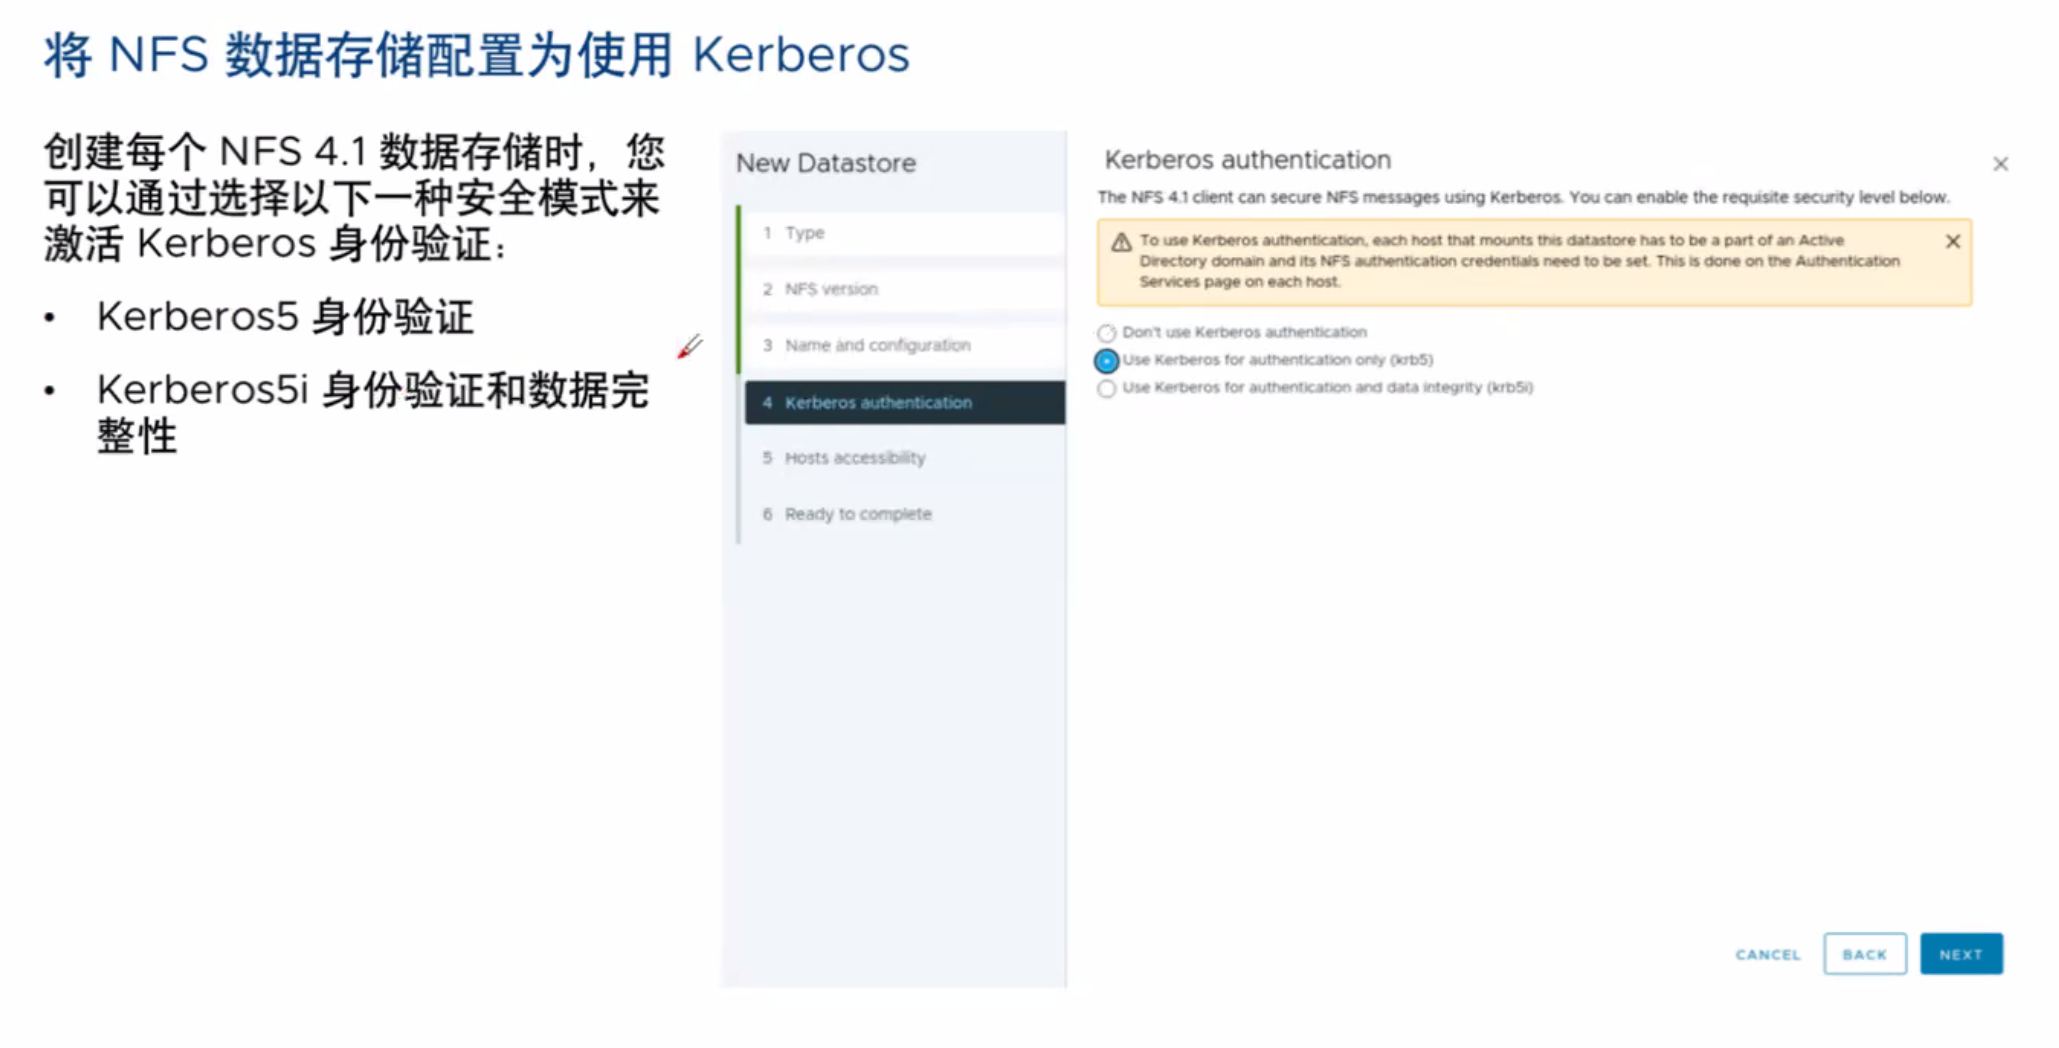 将 NFS 数据存储配置为使用 Kerberos
创建每个 NFS 4.1 数据存储时，您
可以通过选择以下一种安全模式来
激活 Kerberos 身份验证：
• Kerberos5 身份验证
• Kerberos5i 身份验证和数据完
整性
New Datastore
1 Type
2 NFS version
3 Name and configuration
4 Kerberos authentication
5 Hosts accessibility
6 Ready to complete
Kerberos authentication
The NFS 4.1 client can secure NFS messages using Kerberos. You can enable the requisite security level below.
To use Kerberos authentication, each host that mounts this datastore has to be a part of an Active
Directory domain and its NFS authentication credentials need to be set. This is done on the Authentication
Services page on each host.
Don't use Kerberos authentication
Use Kerberos for authentication only (krb5)
Use Kerberos for authentication and data integrity (krb5i)
CANCEL BACK NEXT